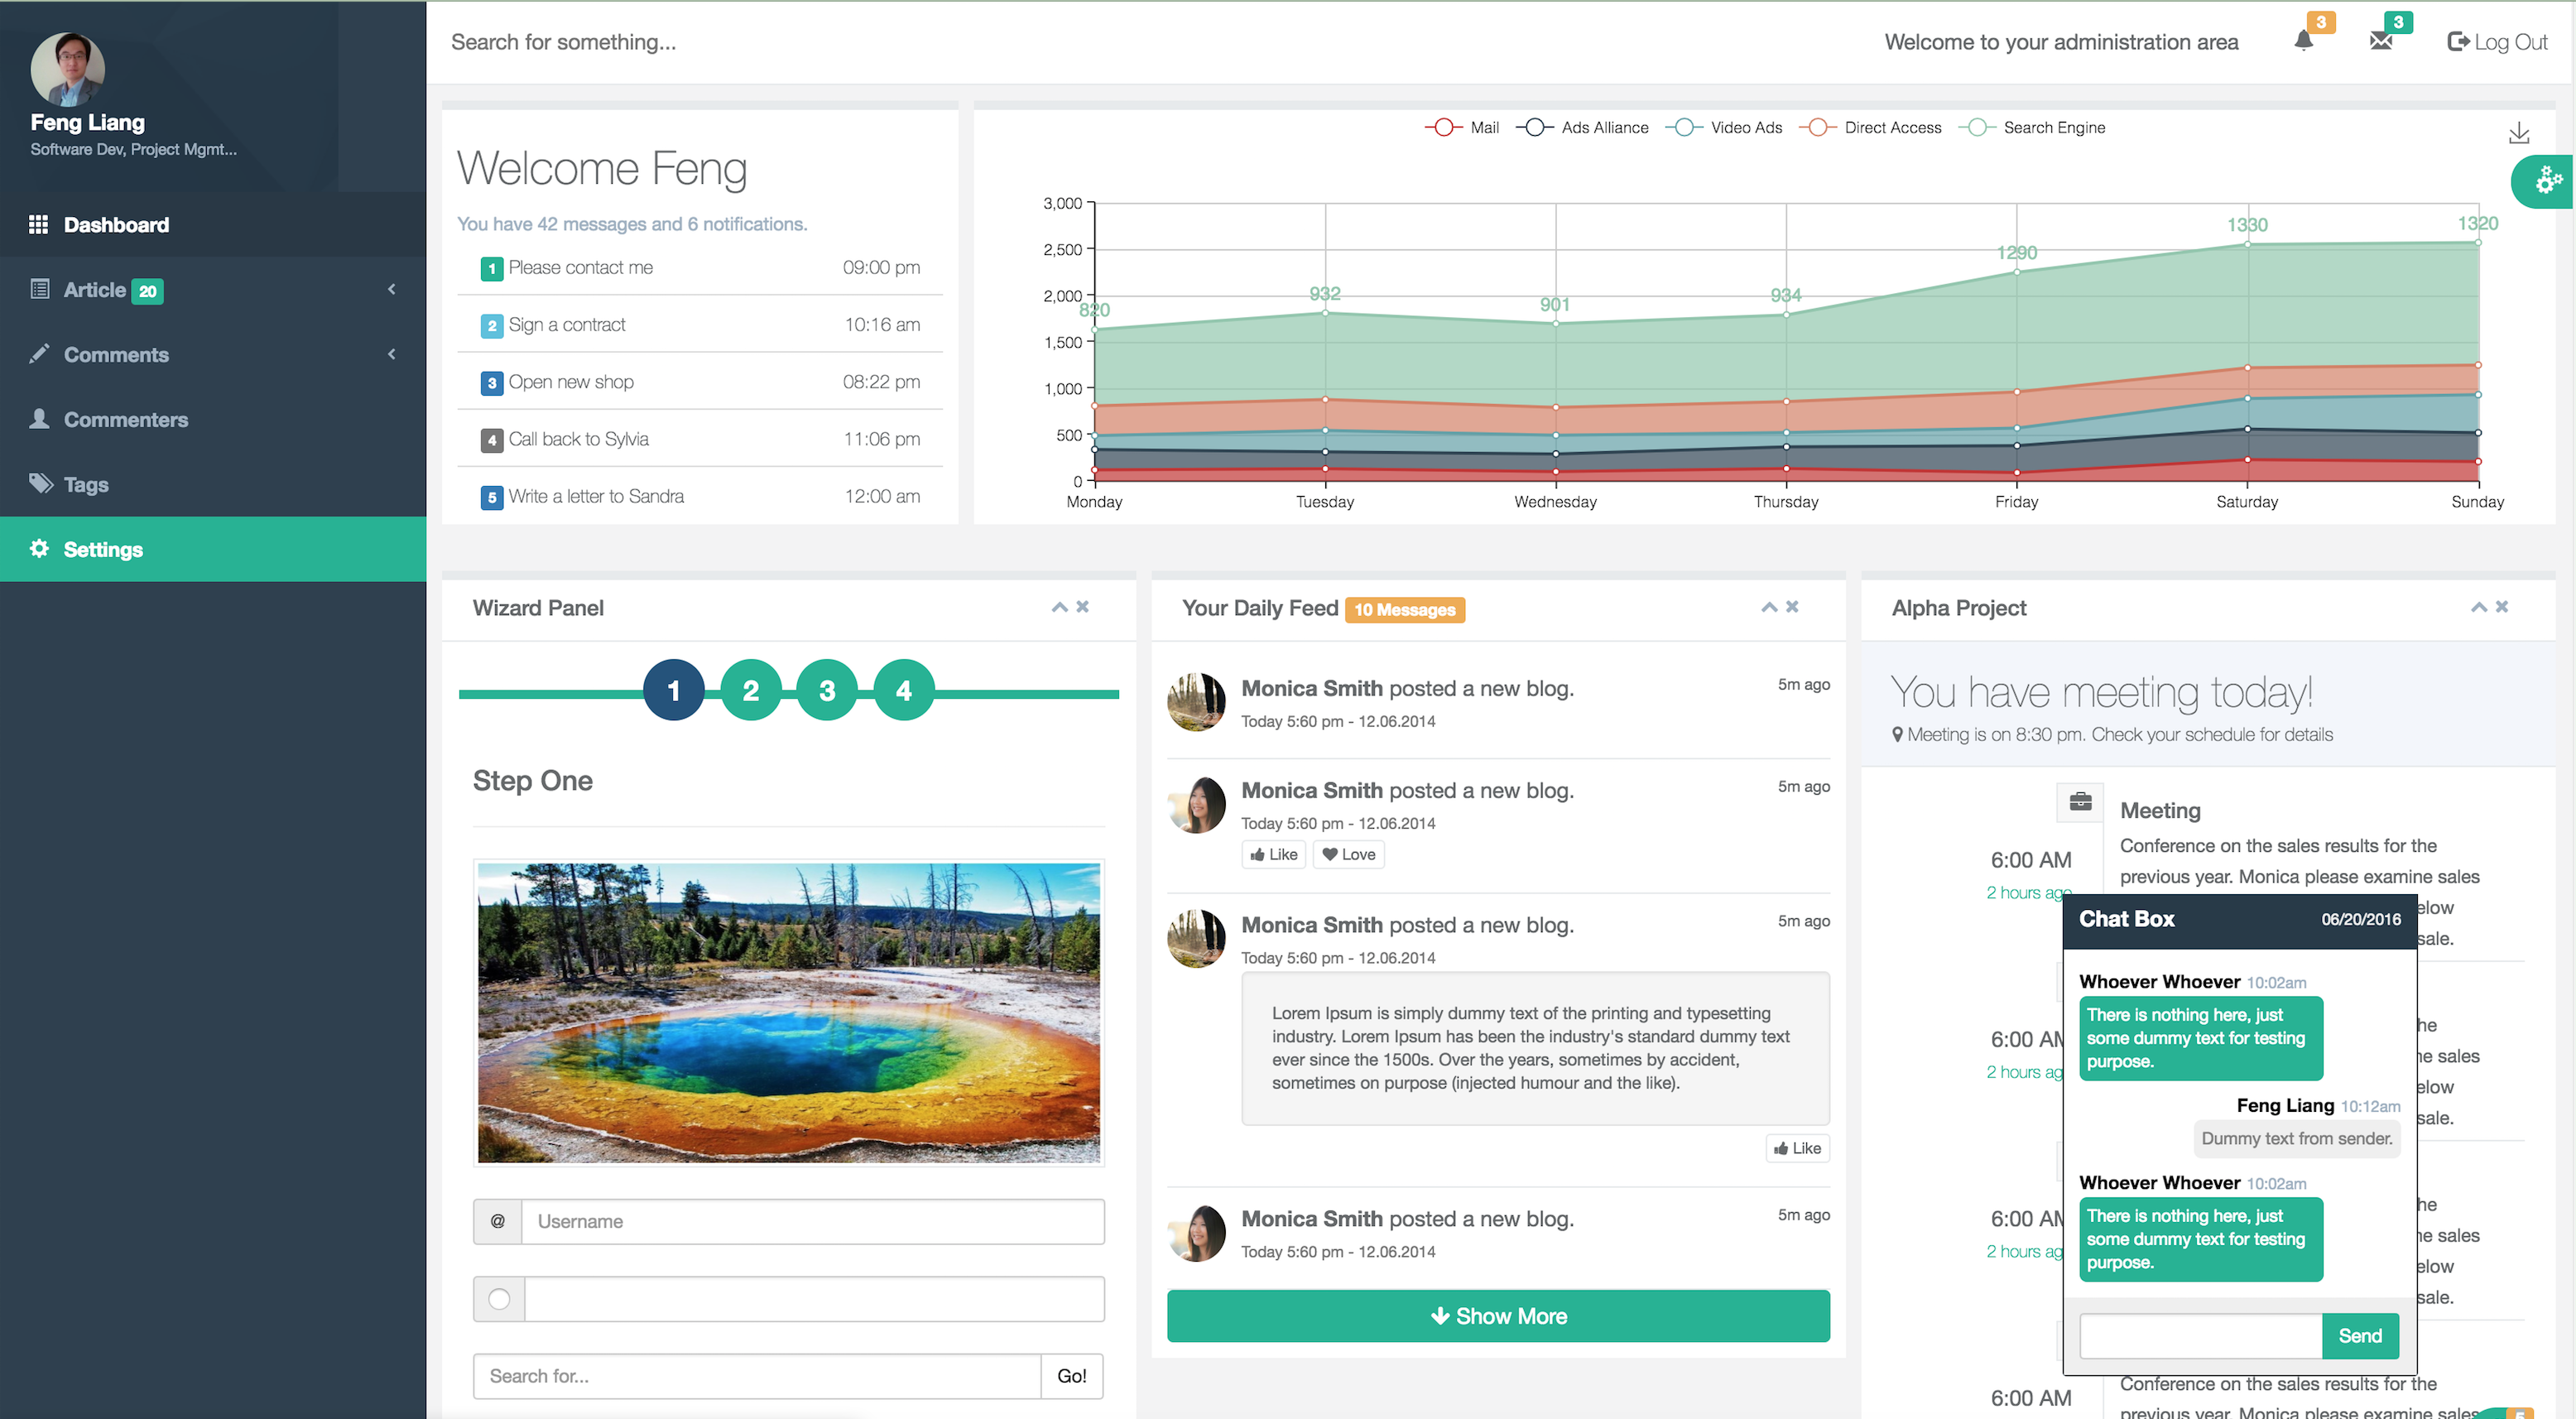 Feng Liang
Software Dev, Project Mgmt...
Dashboard
Article 20
Comments
Commenters
Tags
Settings
Search for something...
Welcome to your administration area
3
3
Log Out
Welcome Feng
You have 42 messages and 6 notifications.
1 Please contact me 09:00 pm
2 Sign a contract 10:16 am
3 Open new shop 08:22 pm
4 Call back to Sylvia 11:06 pm
5 Write a letter to Sandra 12:00 am
Mail Ads Alliance Video Ads Direct Access Search Engine
3,000
2,500
2,000
1,500
1,000
500
0
820 932 901 934 1290 1330 1320
Monday Tuesday Wednesday Thursday Friday Saturday Sunday
Wizard Panel
1 2 3 4
Step One
@ Username
Search for... Go!
Your Daily Feed 10 Messages
Monica Smith posted a new blog. 5m ago
Today 5:60 pm - 12.06.2014
Monica Smith posted a new blog. 5m ago
Today 5:60 pm - 12.06.2014
Like Love
Monica Smith posted a new blog. 5m ago
Today 5:60 pm - 12.06.2014
Lorem Ipsum is simply dummy text of the printing and typesetting
industry. Lorem Ipsum has been the industry's standard dummy text
ever since the 1500s. Over the years, sometimes by accident,
sometimes on purpose (injected humour and the like).
Like
Monica Smith posted a new blog. 5m ago
Today 5:60 pm - 12.06.2014
Show More
Alpha Project
You have meeting today!
Meeting is on 8:30 pm. Check your schedule for details
Meeting
6:00 AM
2 hours ago
Conference on the sales results for the
previous year. Monica please examine sales
elow
sale.
6:00 AM
2 hours ag
he
ne sales
elow
sale.
6:00 AM
2 hours ag
he
ne sales
elow
sale.
6:00 AM
Conference on the sales results for the
previous year. Monica please examine sales
Chat Box 06/20/2016
Whoever Whoever 10:02am
There is nothing here, just
some dummy text for testing
purpose.
Feng Liang 10:12am
Dummy text from sender.
Whoever Whoever 10:02am
There is nothing here, just
some dummy text for testing
purpose.
Send